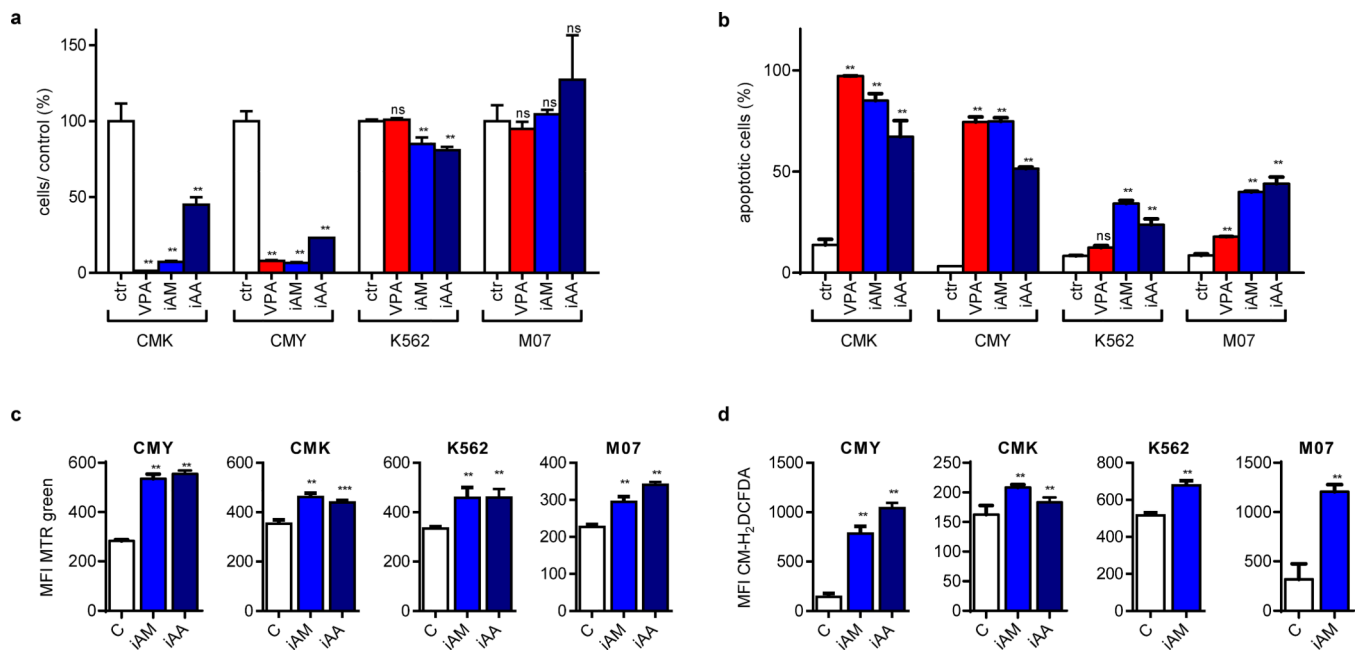 a
cells/ control (%)
150
100
50
0
** ** **
** ** **
ns ** **
ns ns ns
ctr VPA iAM iAA ctr VPA iAM iAA ctr VPA iAM iAA ctr VPA iAM iAA
CMK CMY K562 M07
b
apoptotic cells (%)
100
50
0
** ** **
** ** **
ns ** **
** ** **
ctr VPA iAM iAA ctr VPA iAM iAA ctr VPA iAM iAA ctr VPA iAM iAA
CMK CMY K562 M07
c
MFI MTR green
CMY
600
400
200
0
** **
C iAM iAA
CMK
600
400
200
0
** ***
C iAM iAA
K562
600
400
200
0
** **
C iAM iAA
M07
400
300
200
100
0
** **
C iAM iAA
d
MFI CM-H₂DCFDA
CMY
1500
1000
500
0
** **
C iAM iAA
CMK
250
200
150
100
50
0
** **
C iAM iAA
K562
800
600
400
200
0
**
C iAM
M07
1500
1000
500
0
**
C iAM